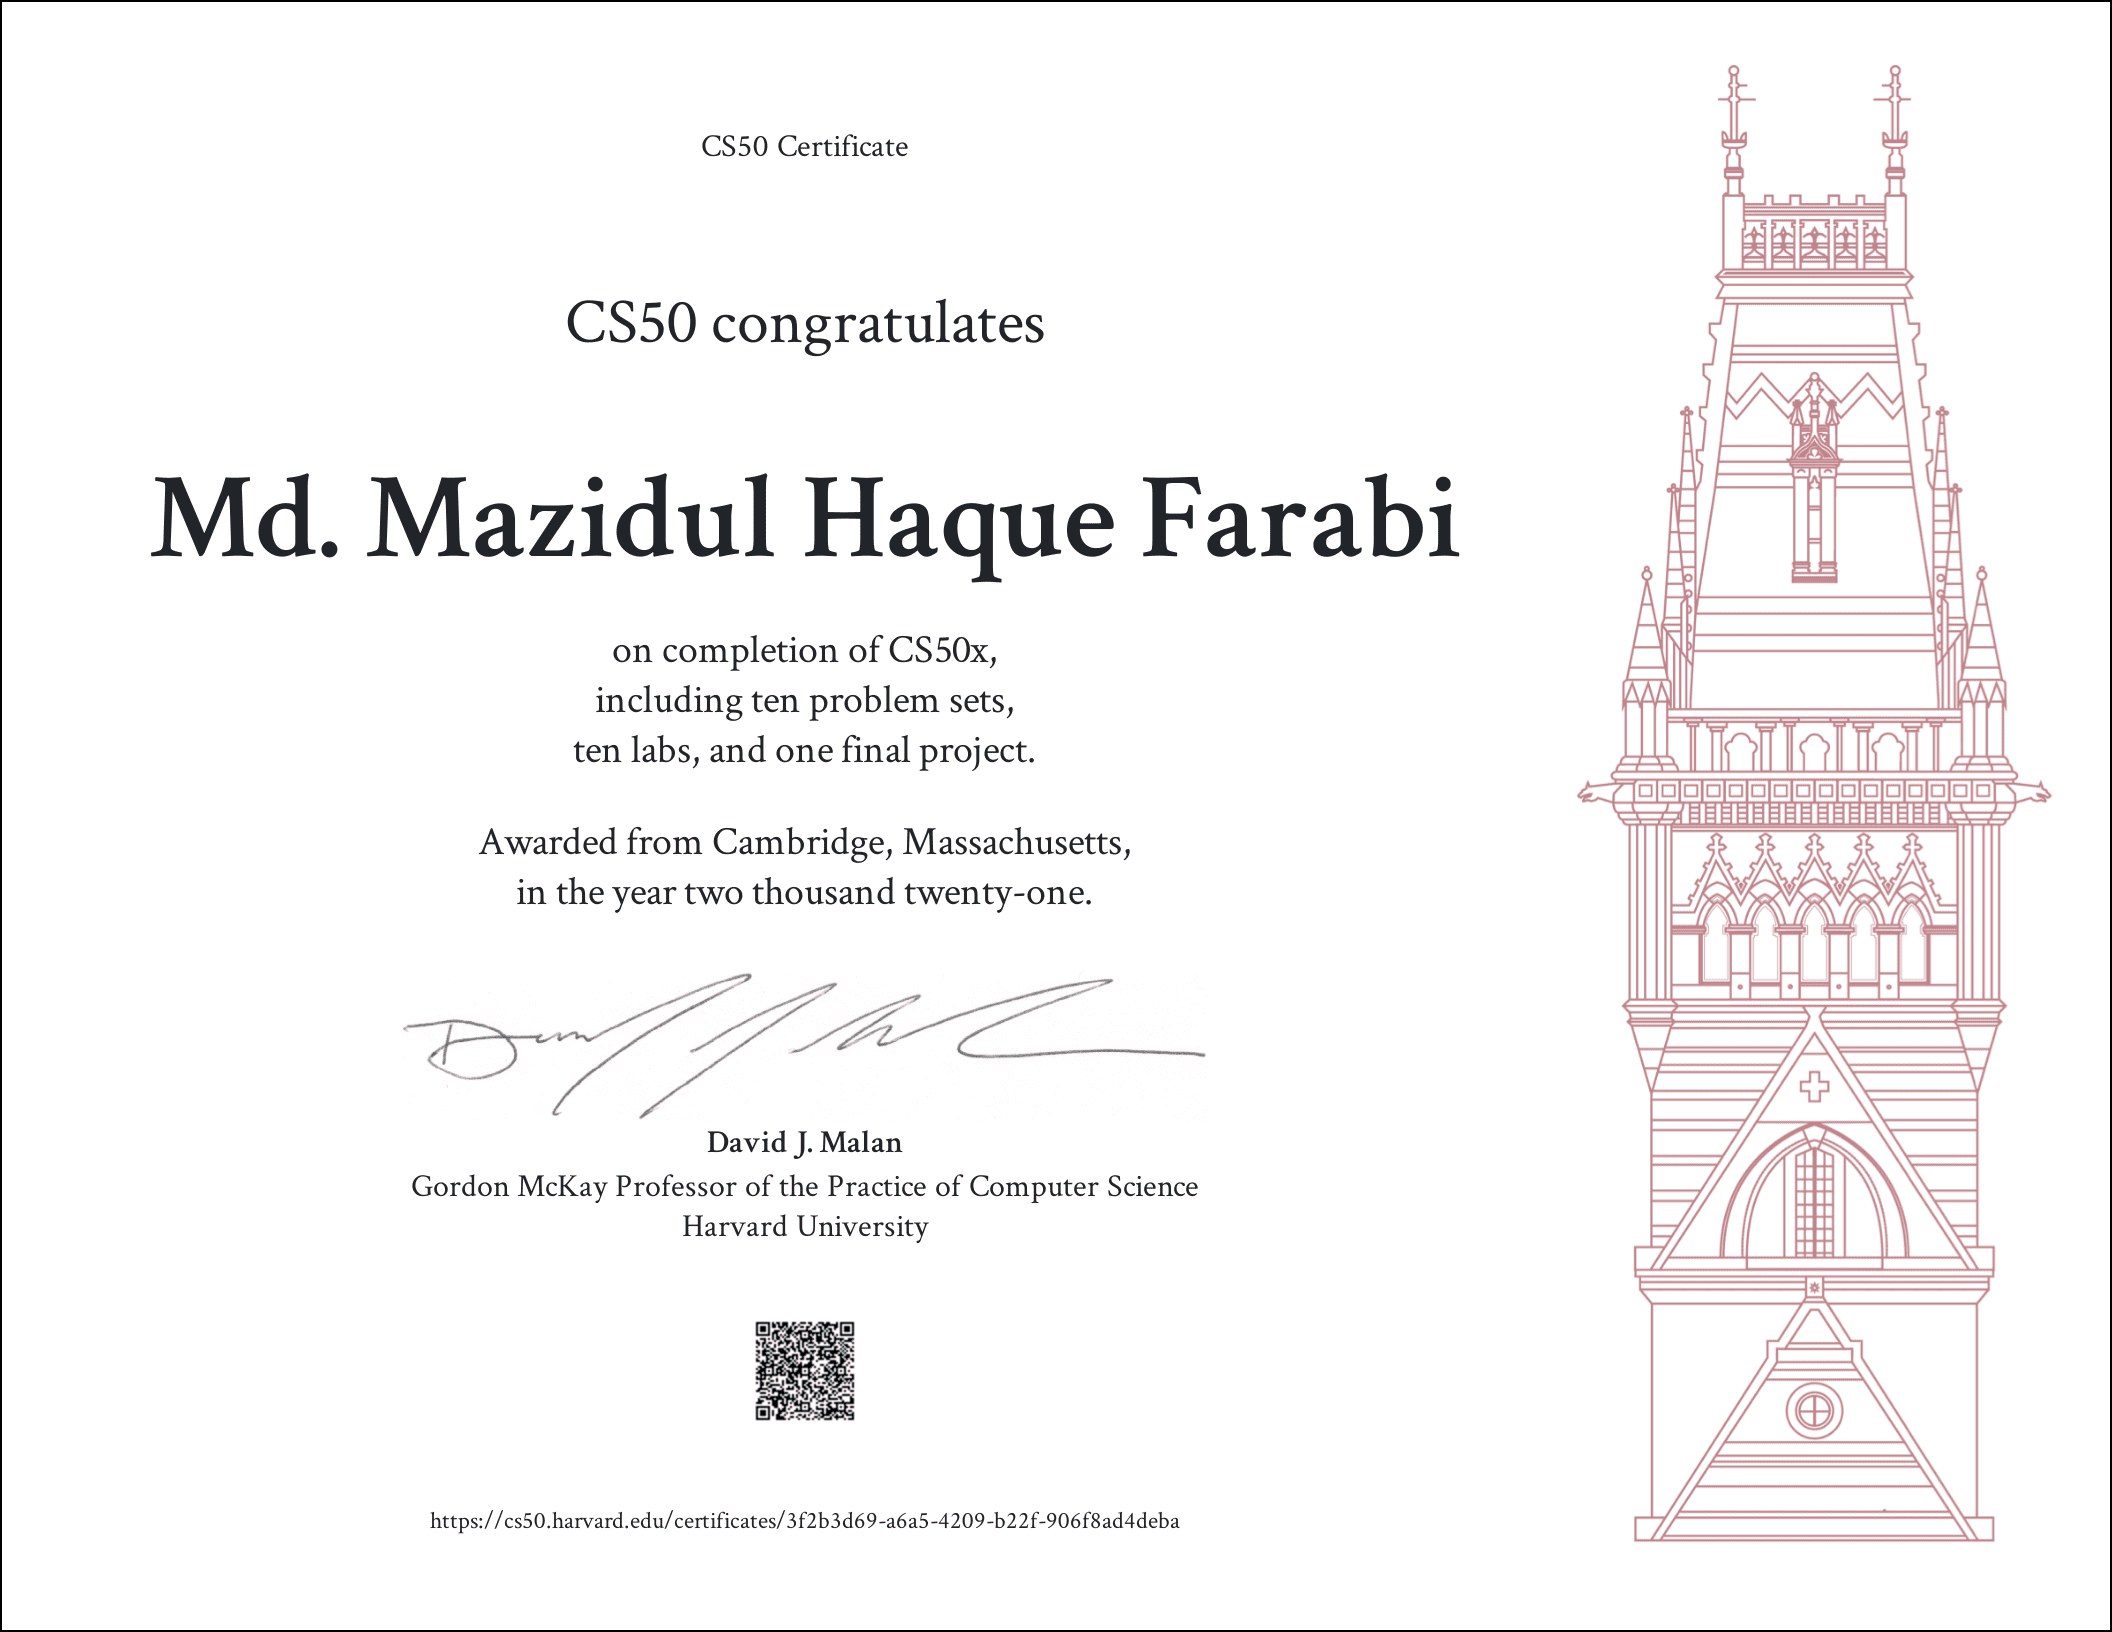 CS50 Certificate
CS50 congratulates
Md. Mazidul Haque Farabi
on completion of CS50x,
including ten problem sets,
ten labs, and one final project.
Awarded from Cambridge, Massachusetts,
in the year two thousand twenty-one.
David J. Malan
Gordon McKay Professor of the Practice of Computer Science
Harvard University
https://cs50.harvard.edu/certificates/3f2b3d69-a6a5-4209-b22f-906f8ad4deba